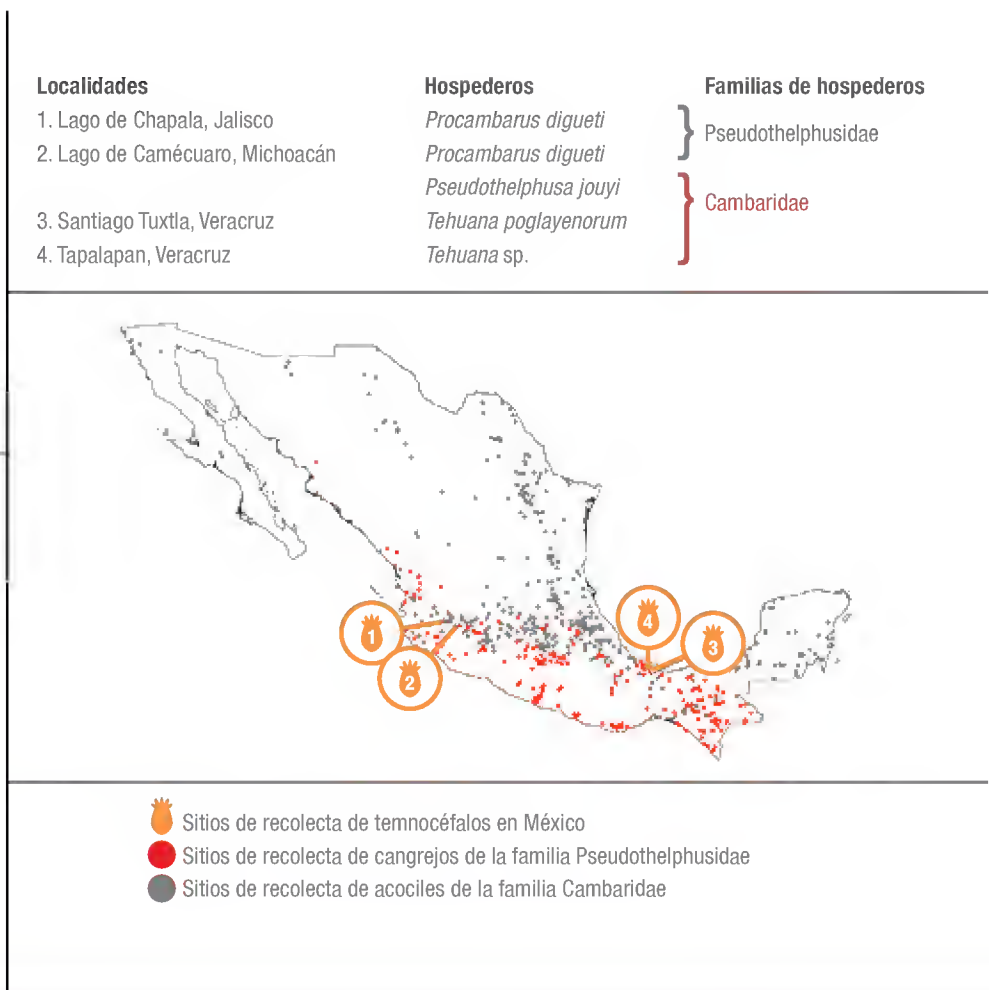 Localidades Hospederos Familias de hospederos
1. Lago de Chapala, Jalisco Procambarus digueti
} Pseudothelphusidae
2. Lago de Camécuaro, Michoacán Procambarus digueti
Pseudothelphusa jouyi
} Cambaridae
3. Santiago Tuxtla, Veracruz Tehuana poglayenorum
4. Tapalapan, Veracruz Tehuana sp.
1
2
4
3
Sitios de recolecta de temnocéfalos en México
Sitios de recolecta de cangrejos de la familia Pseudothelphusidae
Sitios de recolecta de acociles de la familia Cambaridae